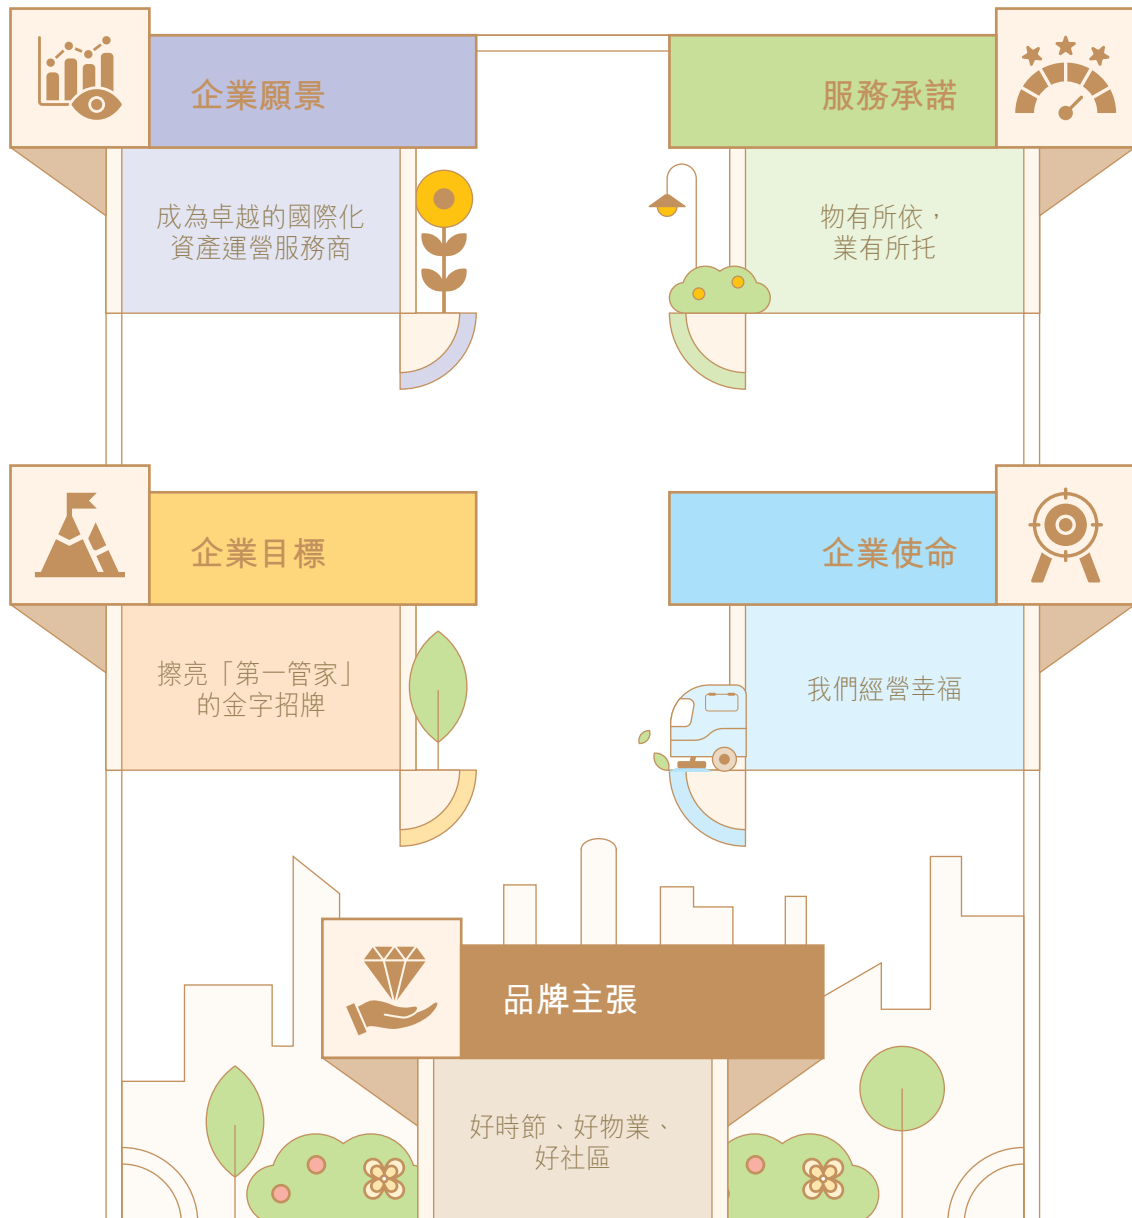 企業願景
成為卓越的國際化
資產運營服務商
服務承諾
物有所依，
業有所托
企業目標
擦亮「第一管家」
的金字招牌
企業使命
我們經營幸福
品牌主張
好時節、好物業、
好社區